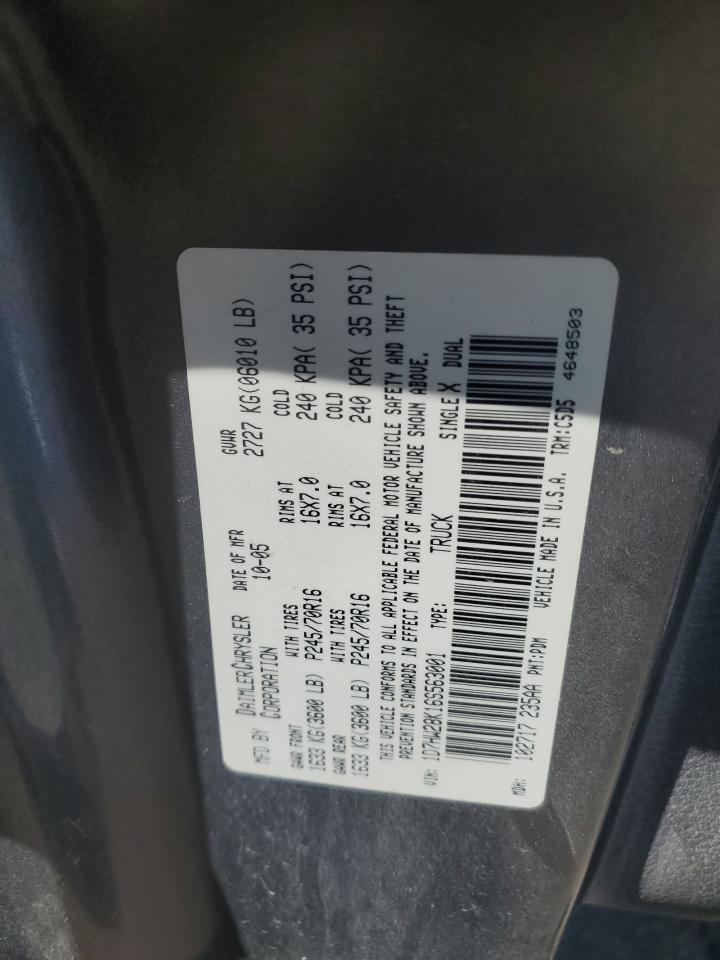 MFD BY DAIMLERCHRYSLER CORPORATION
DATE OF MFR 10-05
GVWR 2727 KG(06010 LB)
GAWR FRONT WITH TIRES RIMS AT COLD
1633 KG(3600 LB) P245/70R16 16X7.0 240 KPA( 35 PSI)
GAWR REAR WITH TIRES RIMS AT COLD
1633 KG(3600 LB) P245/70R16 16X7.0 240 KPA( 35 PSI)
THIS VEHICLE CONFORMS TO ALL APPLICABLE FEDERAL MOTOR VEHICLE SAFETY AND THEFT
PREVENTION STANDARDS IN EFFECT ON THE DATE OF MANUFACTURE SHOWN ABOVE.
VIN: 1D7HW28K16S563001 TYPE: TRUCK SINGLE X DUAL
MDH: 102717 235AA PNT:PDM VEHICLE MADE IN U.S.A. TRM:C5D5
4648503